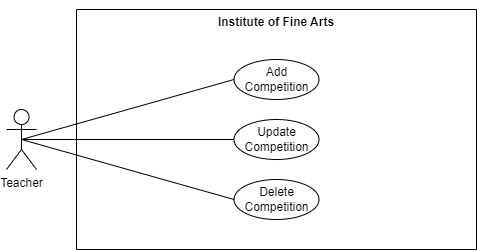 Institute of Fine Arts
Add
Competition
Update
Competition
Teacher
Delete
Competition